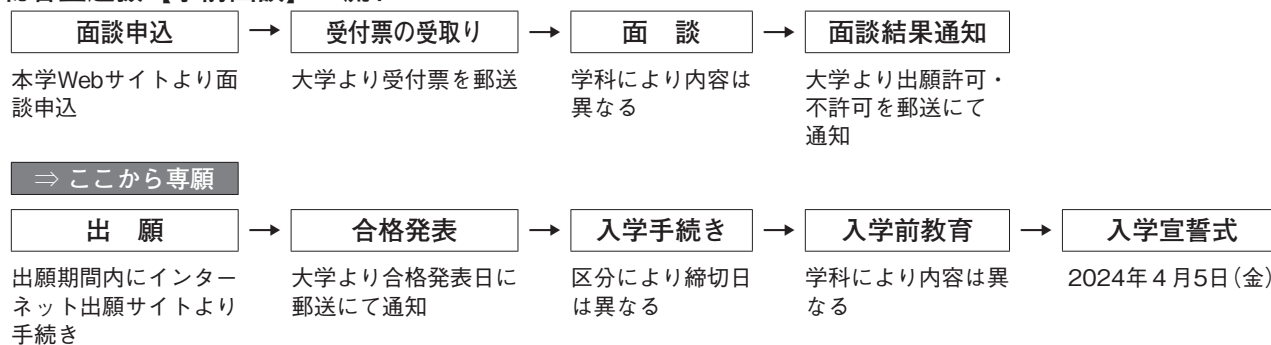 面談申込 → 受付票の受取り → 面　談 → 面談結果通知
本学Webサイトより面
談申込
大学より受付票を郵送
学科により内容は
異なる
大学より出願許可・
不許可を郵送にて
通知
⇒ ここから専願
出　願 → 合格発表 → 入学手続き → 入学前教育 → 入学宣誓式
出願期間内にインター
ネット出願サイトより
手続き
大学より合格発表日に
郵送にて通知
区分により締切日
は異なる
学科により内容は異
なる
2024年4月5日(金)